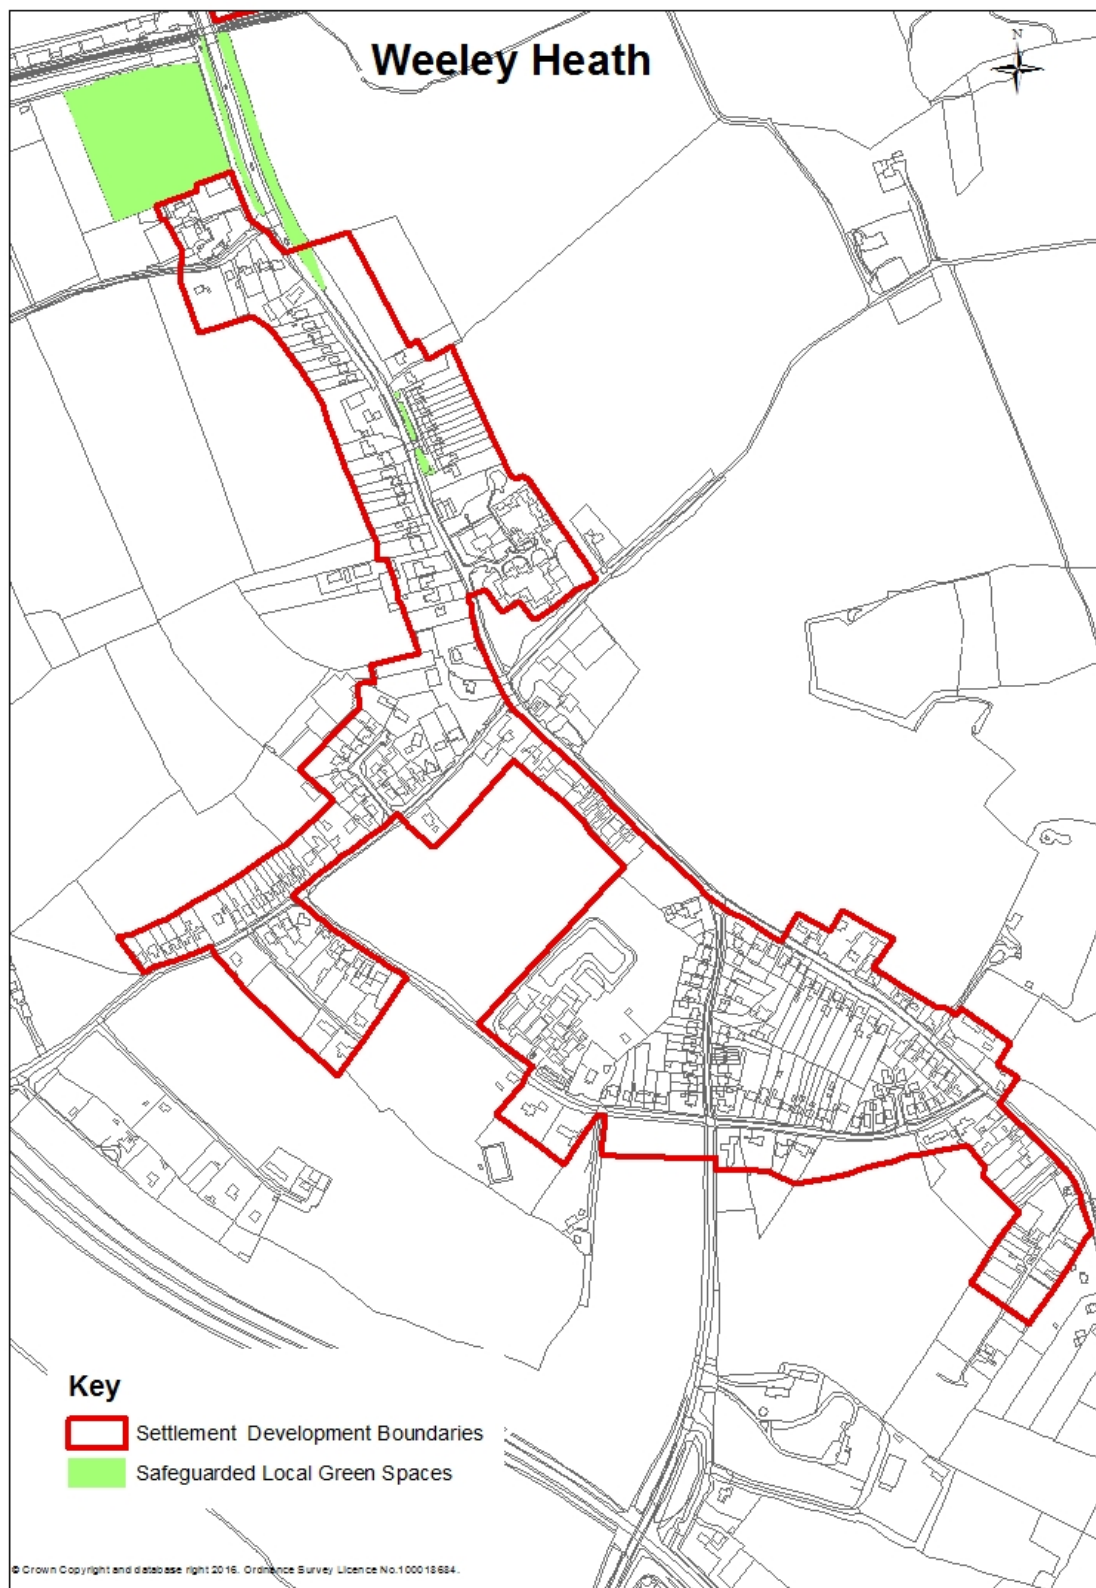 Weeley Heath
N
Key
Settlement Development Boundaries
Safeguarded Local Green Spaces
© Crown Copyright and database right 2016. Ordnance Survey Licence No.100018684.